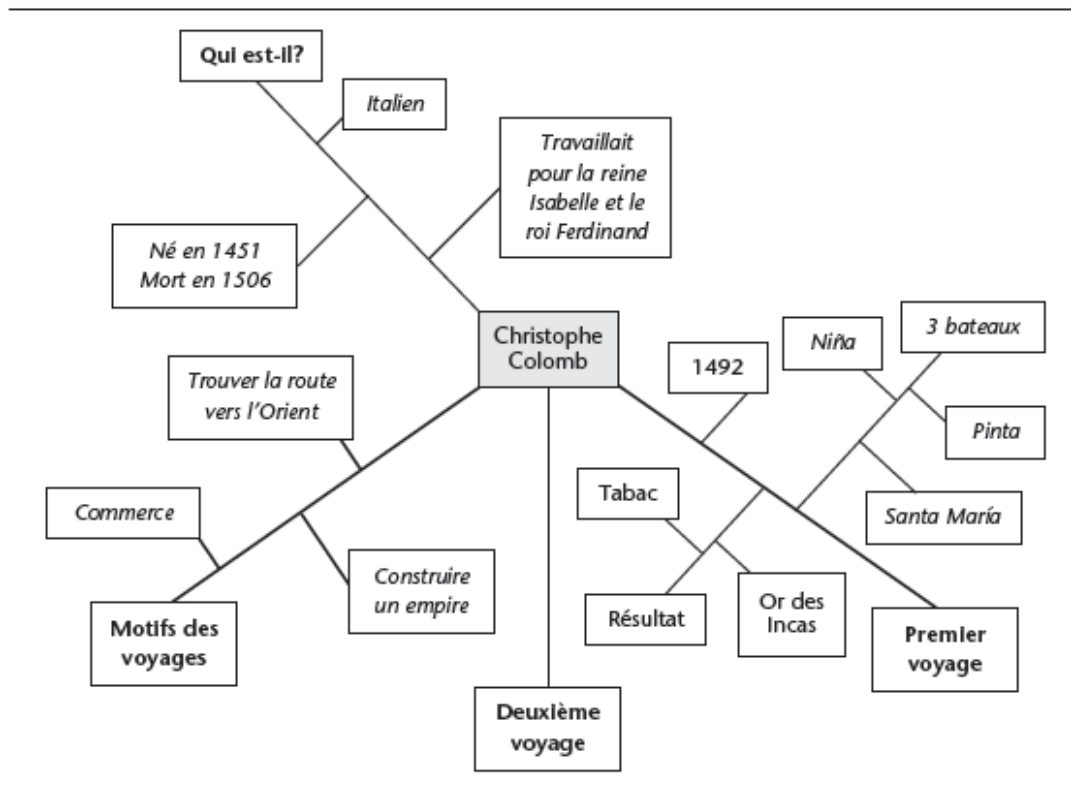 Qui est-il?
Italien
Travaillait
pour la reine
Isabelle et le
roi Ferdinand
Né en 1451
Mort en 1506
Christophe
Colomb
Trouver la route
vers l'Orient
Commerce
Construire
un empire
Motifs des
voyages
Deuxième
voyage
1492
Niña
3 bateaux
Pinta
Santa María
Tabac
Résultat
Or des
Incas
Premier
voyage